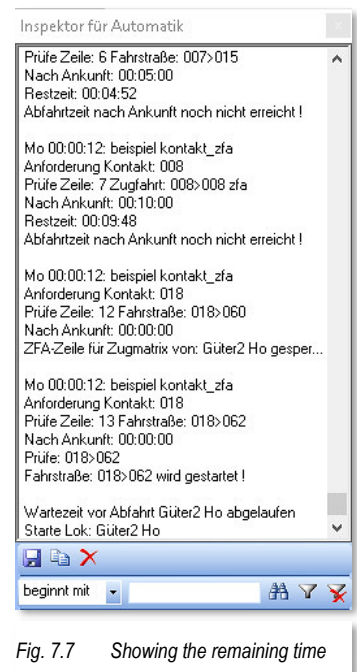 Inspektor für Automatik
Prüfe Zeile: 6 Fahrstraße: 007>015
Nach Ankunft: 00:05:00
Restzeit: 00:04:52
Abfahrtzeit nach Ankunft noch nicht erreicht !
Mo 00:00:12: beispiel kontakt_zfa
Anforderung Kontakt: 008
Prüfe Zeile: 7 Zugfahrt: 008>008 zfa
Nach Ankunft: 00:10:00
Restzeit: 00:09:48
Abfahrtzeit nach Ankunft noch nicht erreicht !
Mo 00:00:12: beispiel kontakt_zfa
Anforderung Kontakt: 018
Prüfe Zeile: 12 Fahrstraße: 018>060
Nach Ankunft: 00:00:00
ZFA-Zeile für Zugmatrix von: Güter2 Ho gesper...
Mo 00:00:12: beispiel kontakt_zfa
Anforderung Kontakt: 018
Prüfe Zeile: 13 Fahrstraße: 018>062
Nach Ankunft: 00:00:00
Prüfe: 018>062
Fahrstraße: 018>062 wird gestartet !
Wartezeit vor Abfahrt Güter2 Ho abgelaufen
Starte Lok: Güter2 Ho
beginnt mit
Fig. 7.7 Showing the remaining time